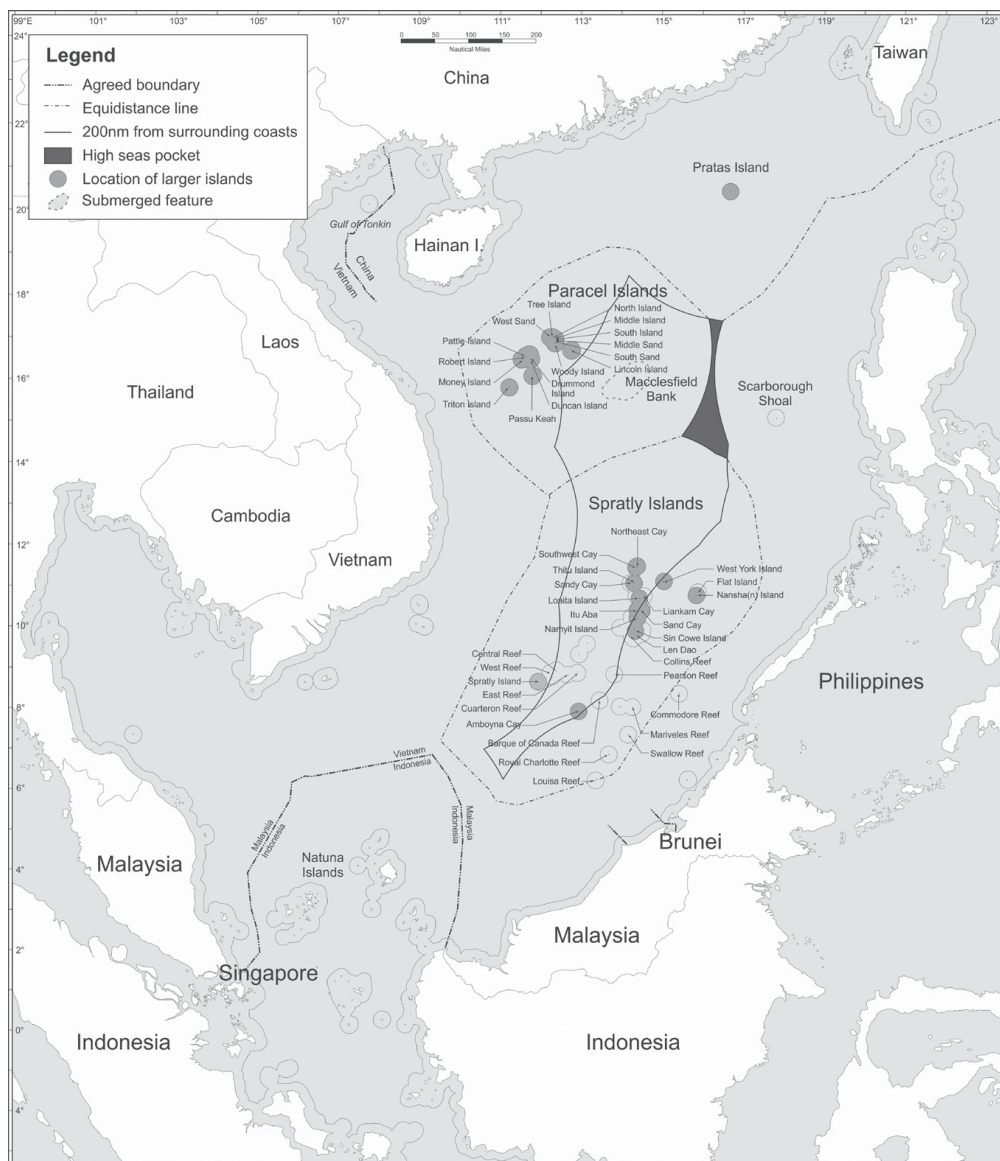 99°E
101°
103°
105°
107°
109°
111°
113°
115°
117°
119°
121°
123°
24°
22°
20°
18°
16°
14°
12°
10°
8°
6°
4°
2°
0°
2°
4°
Legend
Agreed boundary
Equidistance line
200nm from surrounding coasts
High seas pocket
Location of larger islands
Submerged feature
0 50 100 150 200
Nautical Miles
China
Taiwan
Pratas Island
Gulf of Tonkin
Hainan I.
China
Vietnam
Paracel Islands
Tree Island
North Island
Middle Island
West Sand
South Island
Pattle Island
Middle Sand
South Sand
Robert Island
Lincoln Island
Woody Island
Money Island
Drummond
Island
Macclesfield
Bank
Triton Island
Duncan Island
Passu Keah
Scarborough
Shoal
Laos
Thailand
Cambodia
Vietnam
Spratly Islands
Northeast Cay
Southwest Cay
Thitu Island
West York Island
Sandy Cay
Flat Island
Loaita Island
Nansha(n) Island
Itu Aba
Liankam Cay
Namyit Island
Sand Cay
Sin Cowe Island
Len Dao
Central Reef
Collins Reef
West Reef
Pearson Reef
Spratly Island
East Reef
Cuarteron Reef
Commodore Reef
Amboyna Cay
Mariveles Reef
Barque of Canada Reef
Swallow Reef
Royal Charlotte Reef
Louisa Reef
Philippines
Vietnam
Indonesia
Malaysia
Indonesia
Malaysia
Indonesia
Natuna
Islands
Malaysia
Brunei
Malaysia
Singapore
Indonesia
Indonesia